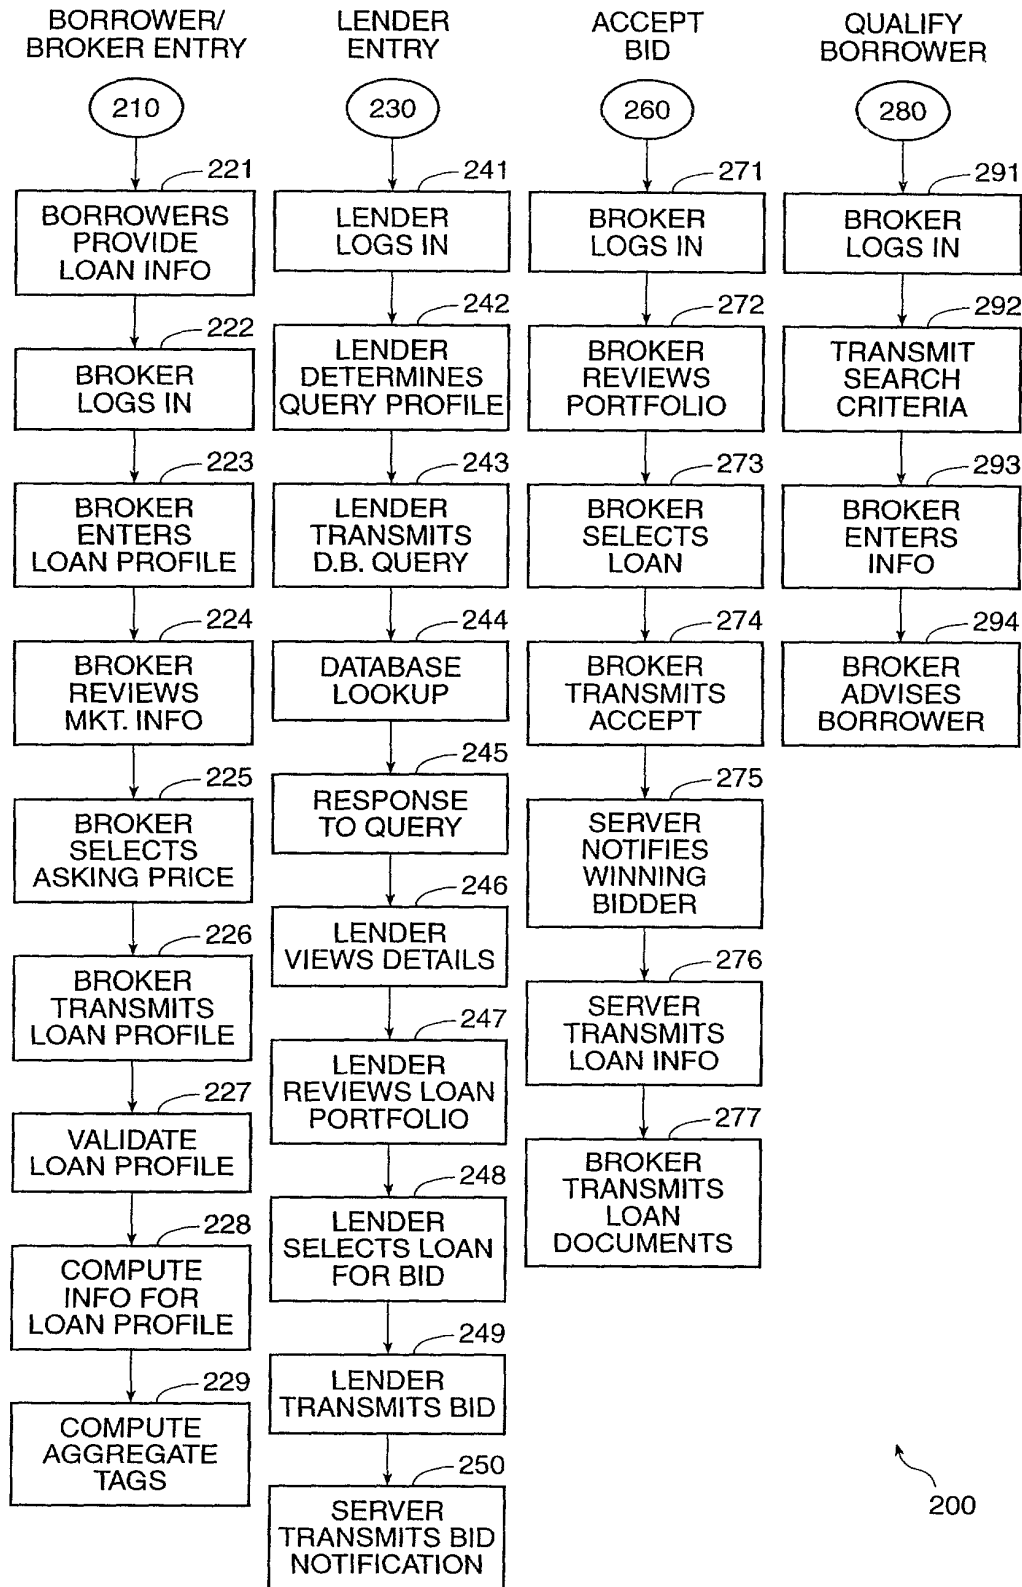 BORROWER/
BROKER ENTRY
210
221
BORROWERS
PROVIDE
LOAN INFO
222
BROKER
LOGS IN
223
BROKER
ENTERS
LOAN PROFILE
224
BROKER
REVIEWS
MKT. INFO
225
BROKER
SELECTS
ASKING PRICE
226
BROKER
TRANSMITS
LOAN PROFILE
227
VALIDATE
LOAN PROFILE
228
COMPUTE
INFO FOR
LOAN PROFILE
229
COMPUTE
AGGREGATE
TAGS
LENDER
ENTRY
230
241
LENDER
LOGS IN
242
LENDER
DETERMINES
QUERY PROFILE
243
LENDER
TRANSMITS
D.B. QUERY
244
DATABASE
LOOKUP
245
RESPONSE
TO QUERY
246
LENDER
VIEWS DETAILS
247
LENDER
REVIEWS LOAN
PORTFOLIO
248
LENDER
SELECTS LOAN
FOR BID
249
LENDER
TRANSMITS BID
250
SERVER
TRANSMITS BID
NOTIFICATION
ACCEPT
BID
260
271
BROKER
LOGS IN
272
BROKER
REVIEWS
PORTFOLIO
273
BROKER
SELECTS
LOAN
274
BROKER
TRANSMITS
ACCEPT
275
SERVER
NOTIFIES
WINNING
BIDDER
276
SERVER
TRANSMITS
LOAN INFO
277
BROKER
TRANSMITS
LOAN
DOCUMENTS
QUALIFY
BORROWER
280
291
BROKER
LOGS IN
292
TRANSMIT
SEARCH
CRITERIA
293
BROKER
ENTERS
INFO
294
BROKER
ADVISES
BORROWER
200